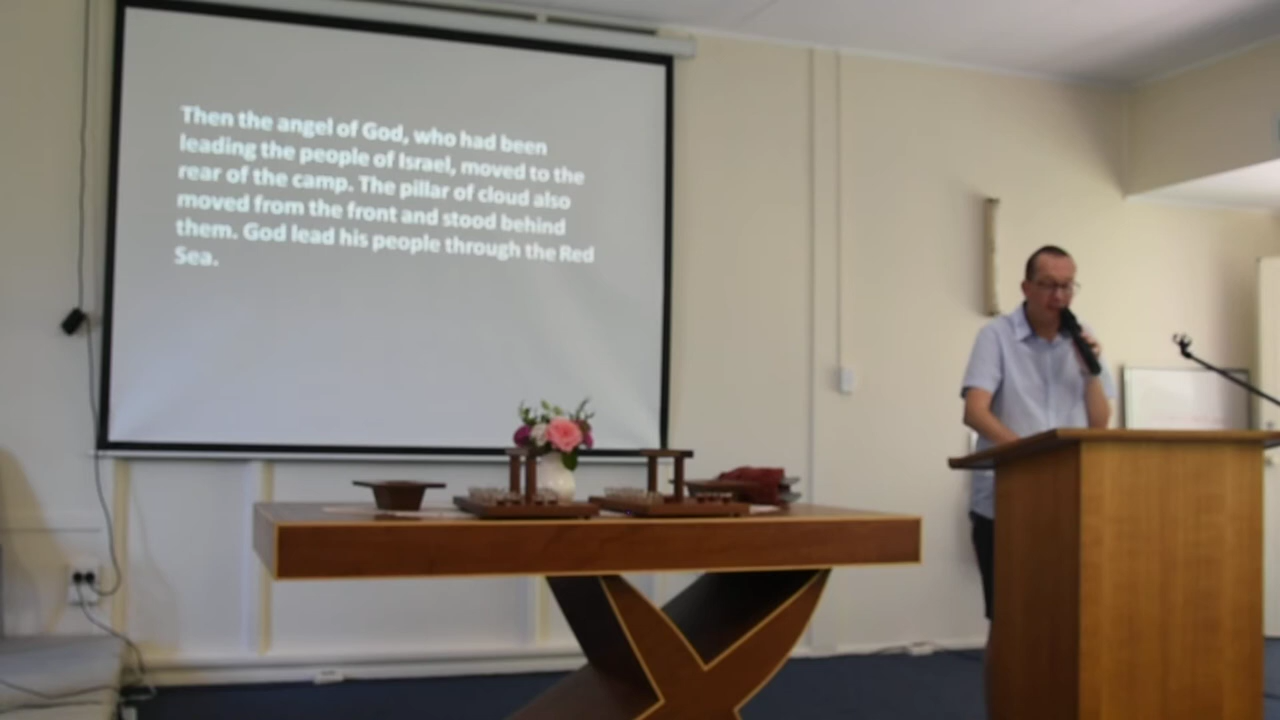 Then the angel of God, who had been
leading the people of Israel, moved to the
rear of the camp. The pillar of cloud also
moved from the front and stood behind
them. God lead his people through the Red
Sea.